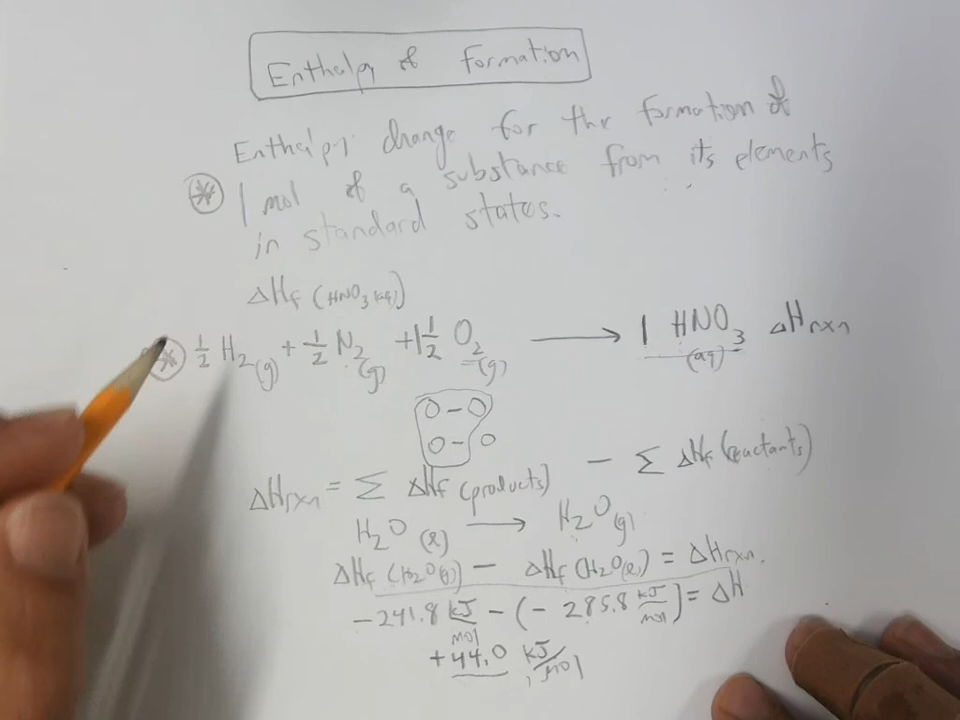 Enthalpy of Formation
Enthalpy change for the formation of
* 1 mol of a substance from its elements
in standard states.
ΔHf (HNO3 (aq))
* 1/2 H2 (g) + 1/2 N2 (g) + 1 1/2 O2 (g) → 1 HNO3 (aq) ΔHrxn
O-O
O-O
ΔHrxn = Σ ΔHf (products) - Σ ΔHf (reactants)
H2O (l) → H2O (g)
ΔHf (H2O(g)) - ΔHf (H2O(l)) = ΔHrxn.
-241.8 kJ/mol - (-285.8 kJ/mol) = ΔH
+44.0 kJ/mol